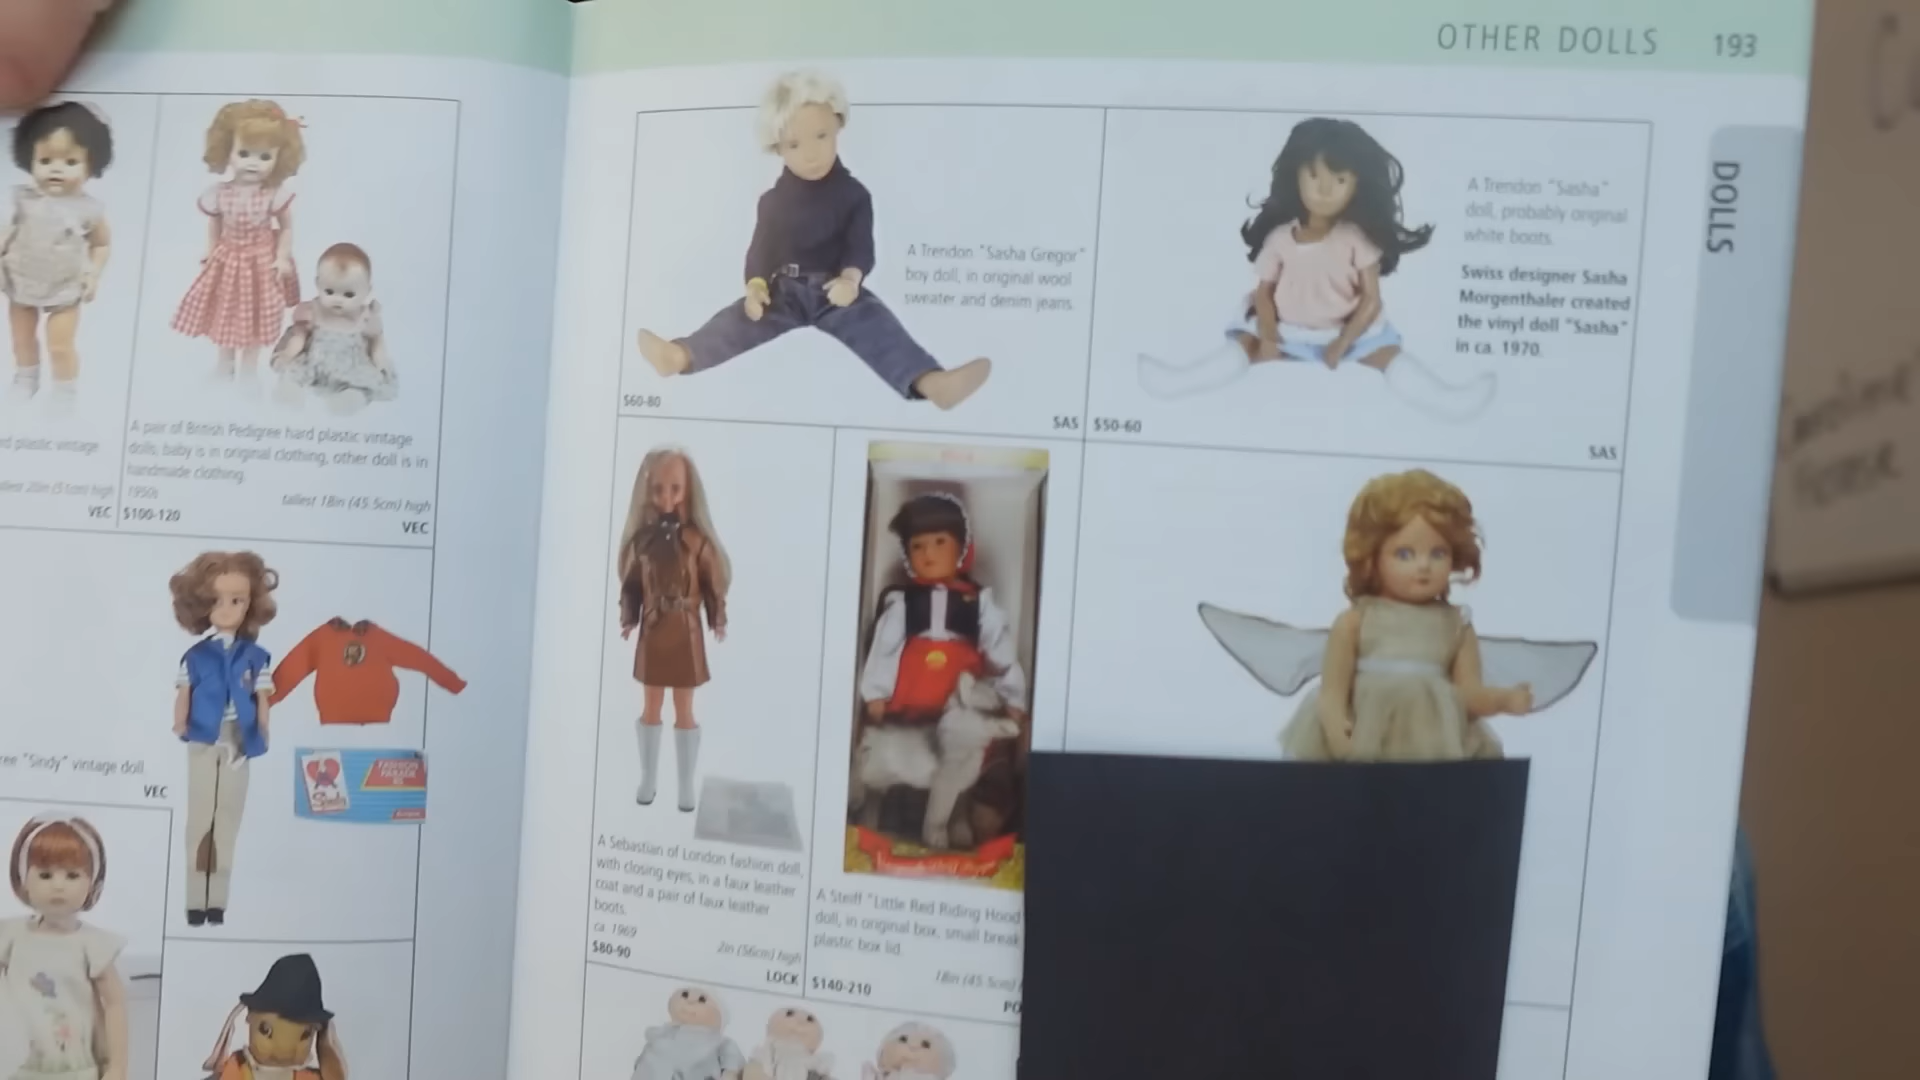 OTHER DOLLS 193
DOLLS
plastic vintage
high
VEC
A pair of British Pedigree hard plastic vintage
dolls, baby is in original clothing, other doll is in
handmade clothing.
1950s
tallest 18in (45.5cm) high
$100-120
VEC
"Sindy" vintage doll.
VEC
FASHION
PARADE
Sindy
A Trendon "Sasha Gregor"
boy doll, in original wool
sweater and denim jeans.
$60-80
SAS
A Trendon "Sasha"
doll, probably original
white boots.
Swiss designer Sasha
Morgenthaler created
the vinyl doll "Sasha"
in ca. 1970.
$50-60
SAS
A Sebastian of London fashion doll,
with closing eyes, in a faux leather
coat and a pair of faux leather
boots.
ca. 1969
2in (56cm) high
$80-90
LOCK
A Steiff "Little Red Riding Hood
doll, in original box, small break
plastic box lid.
18in (45.5cm)
$140-210
PO